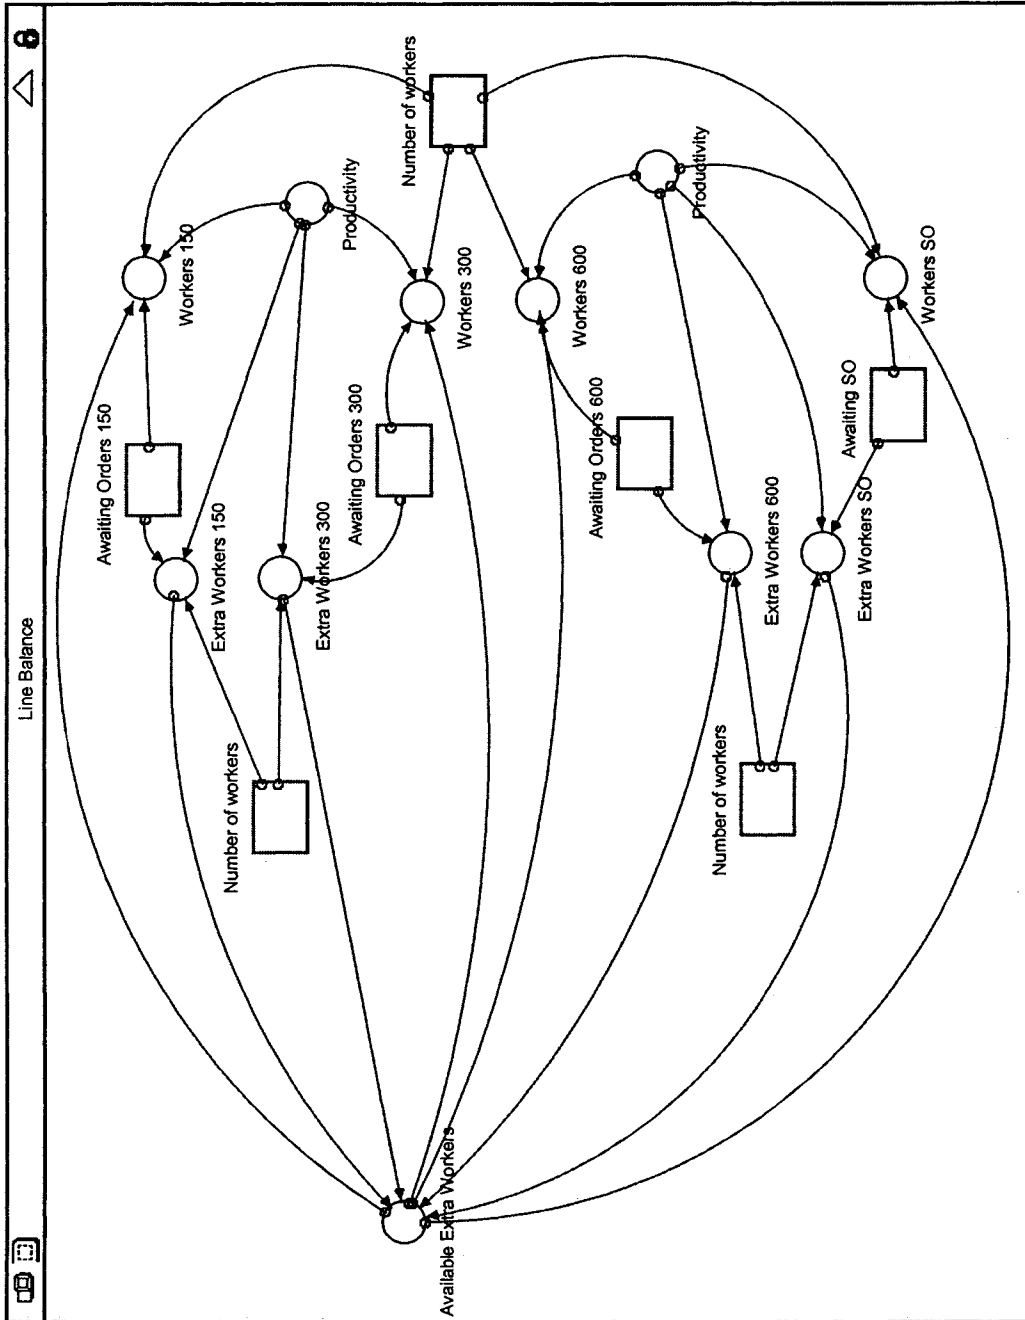 Line Balance
Available Extra Workers
Number of workers
Number of workers
Extra Workers 150
Extra Workers 300
Extra Workers 600
Extra Workers SO
Awaiting Orders 150
Awaiting Orders 300
Awaiting Orders 600
Awaiting SO
Workers 150
Workers 300
Workers 600
Workers SO
Productivity
Productivity
Number of workers